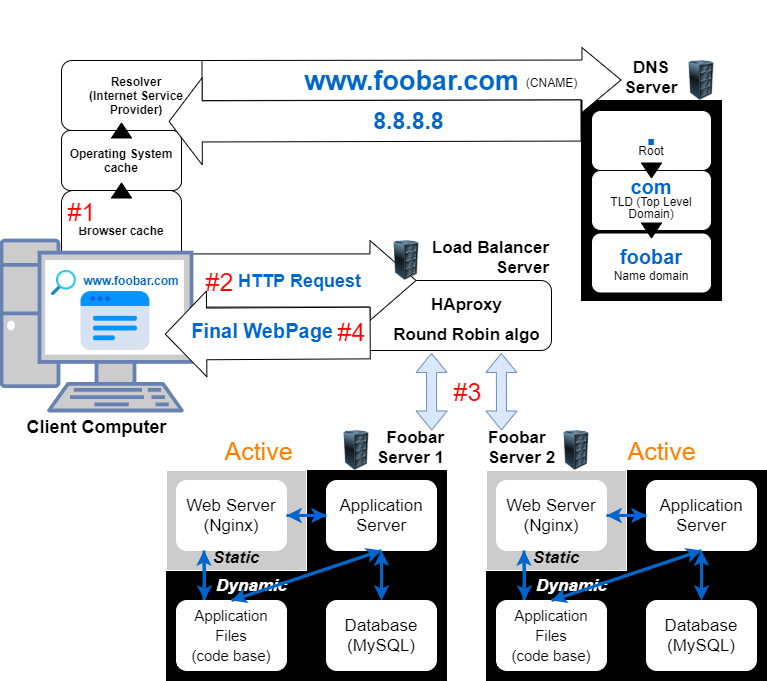 DNS
Server
www.foobar.com (CNAME)
8.8.8.8
Resolver
(Internet Service
Provider)
Operating System
cache
#1
Browser cache
.
Root
com
TLD (Top Level
Domain)
foobar
Name domain
www.foobar.com
#2 HTTP Request
Final WebPage #4
Load Balancer
Server
HAproxy
Round Robin algo
Client Computer
#3
Active
Foobar
Server 1
Foobar
Server 2
Active
Web Server
(Nginx)
Application
Server
Static
Dynamic
Application
Files
(code base)
Database
(MySQL)
Web Server
(Nginx)
Application
Server
Static
Dynamic
Application
Files
(code base)
Database
(MySQL)